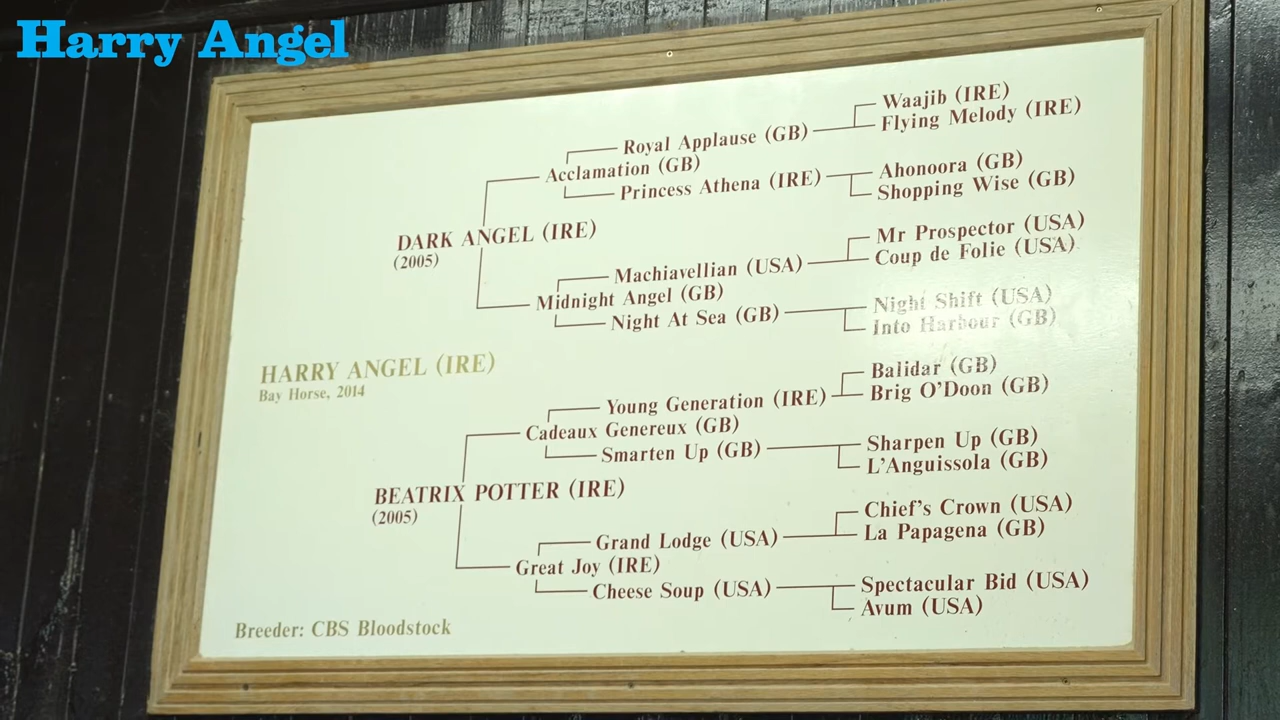 Harry Angel
Waajib (IRE)
Royal Applause (GB)
Flying Melody (IRE)
Acclamation (GB)
Ahonoora (GB)
Princess Athena (IRE)
Shopping Wise (GB)
DARK ANGEL (IRE)
(2005)
Mr Prospector (USA)
Machiavellian (USA)
Coup de Folie (USA)
Midnight Angel (GB)
Night Shift (USA)
Night At Sea (GB)
Into Harbour (GB)
HARRY ANGEL (IRE)
Bay Horse, 2014
Balidar (GB)
Young Generation (IRE)
Brig O'Doon (GB)
Cadeaux Genereux (GB)
Sharpen Up (GB)
Smarten Up (GB)
L'Anguissola (GB)
BEATRIX POTTER (IRE)
(2005)
Chief's Crown (USA)
Grand Lodge (USA)
La Papagena (GB)
Great Joy (IRE)
Spectacular Bid (USA)
Cheese Soup (USA)
Avum (USA)
Breeder: CBS Bloodstock